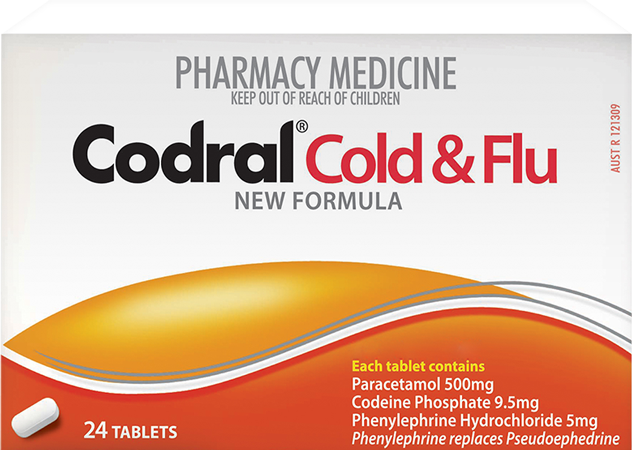 PHARMACY MEDICINE
KEEP OUT OF REACH OF CHILDREN
AUST R 121309
Codral® Cold & Flu
NEW FORMULA
Each tablet contains
Paracetamol 500mg
Codeine Phosphate 9.5mg
Phenylephrine Hydrochloride 5mg
Phenylephrine replaces Pseudoephedrine
24 TABLETS